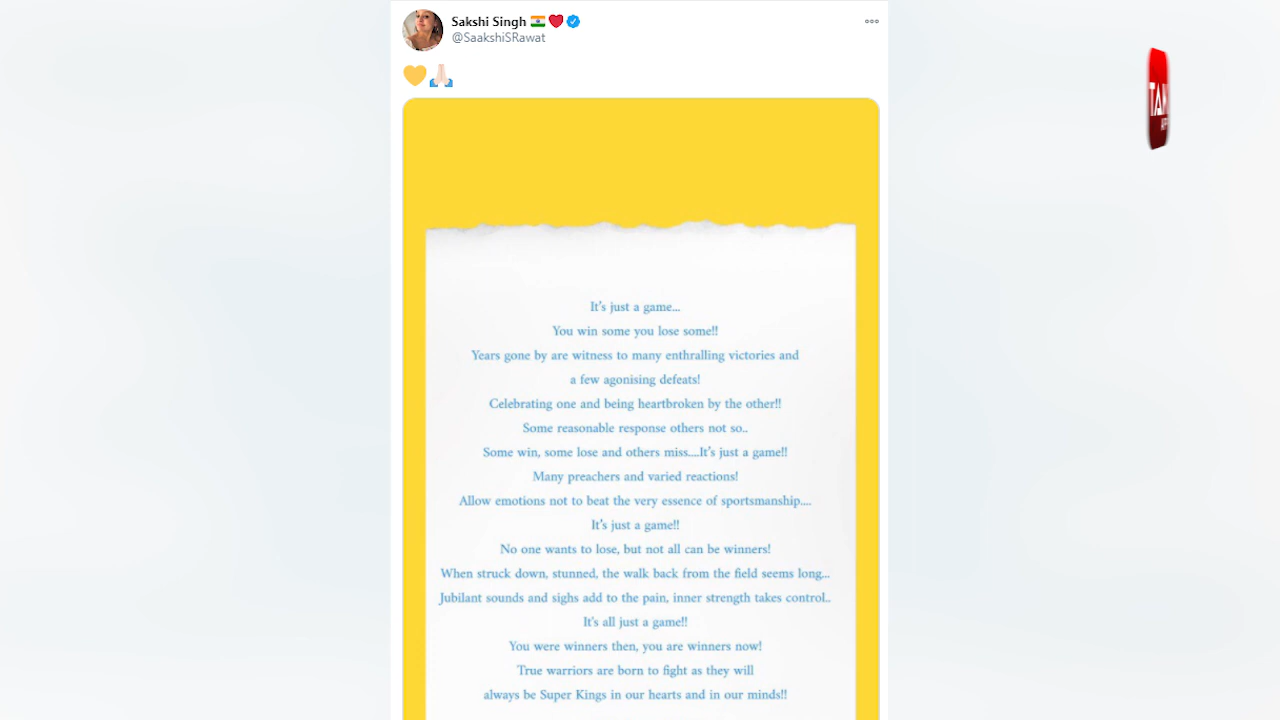 Sakshi Singh 🇮🇳❤️
@SaakshiSRawat
💛🙏🏻
It's just a game...
You win some you lose some!!
Years gone by are witness to many enthralling victories and
a few agonising defeats!
Celebrating one and being heartbroken by the other!!
Some reasonable response others not so..
Some win, some lose and others miss....It's just a game!!
Many preachers and varied reactions!
Allow emotions not to beat the very essence of sportsmanship....
It's just a game!!
No one wants to lose, but not all can be winners!
When struck down, stunned, the walk back from the field seems long...
Jubilant sounds and sighs add to the pain, inner strength takes control..
It's all just a game!!
You were winners then, you are winners now!
True warriors are born to fight as they will
always be Super Kings in our hearts and in our minds!!